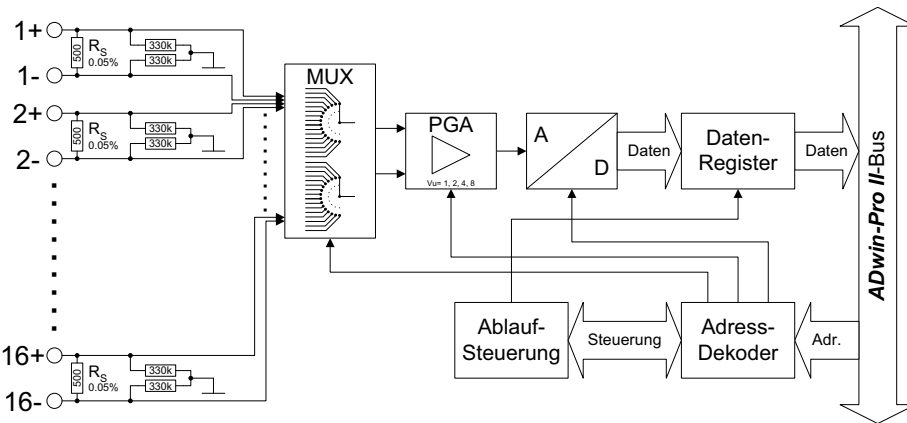 1+
500
R_S
0.05%
330k
330k
1-
2+
500
R_S
0.05%
330k
330k
2-
16+
500
R_S
0.05%
330k
330k
16-
MUX
PGA
Vu= 1, 2, 4, 8
A
D
Daten
Daten-
Register
Daten
Ablauf-
Steuerung
Steuerung
Adress-
Dekoder
Adr.
ADwin-Pro II-Bus